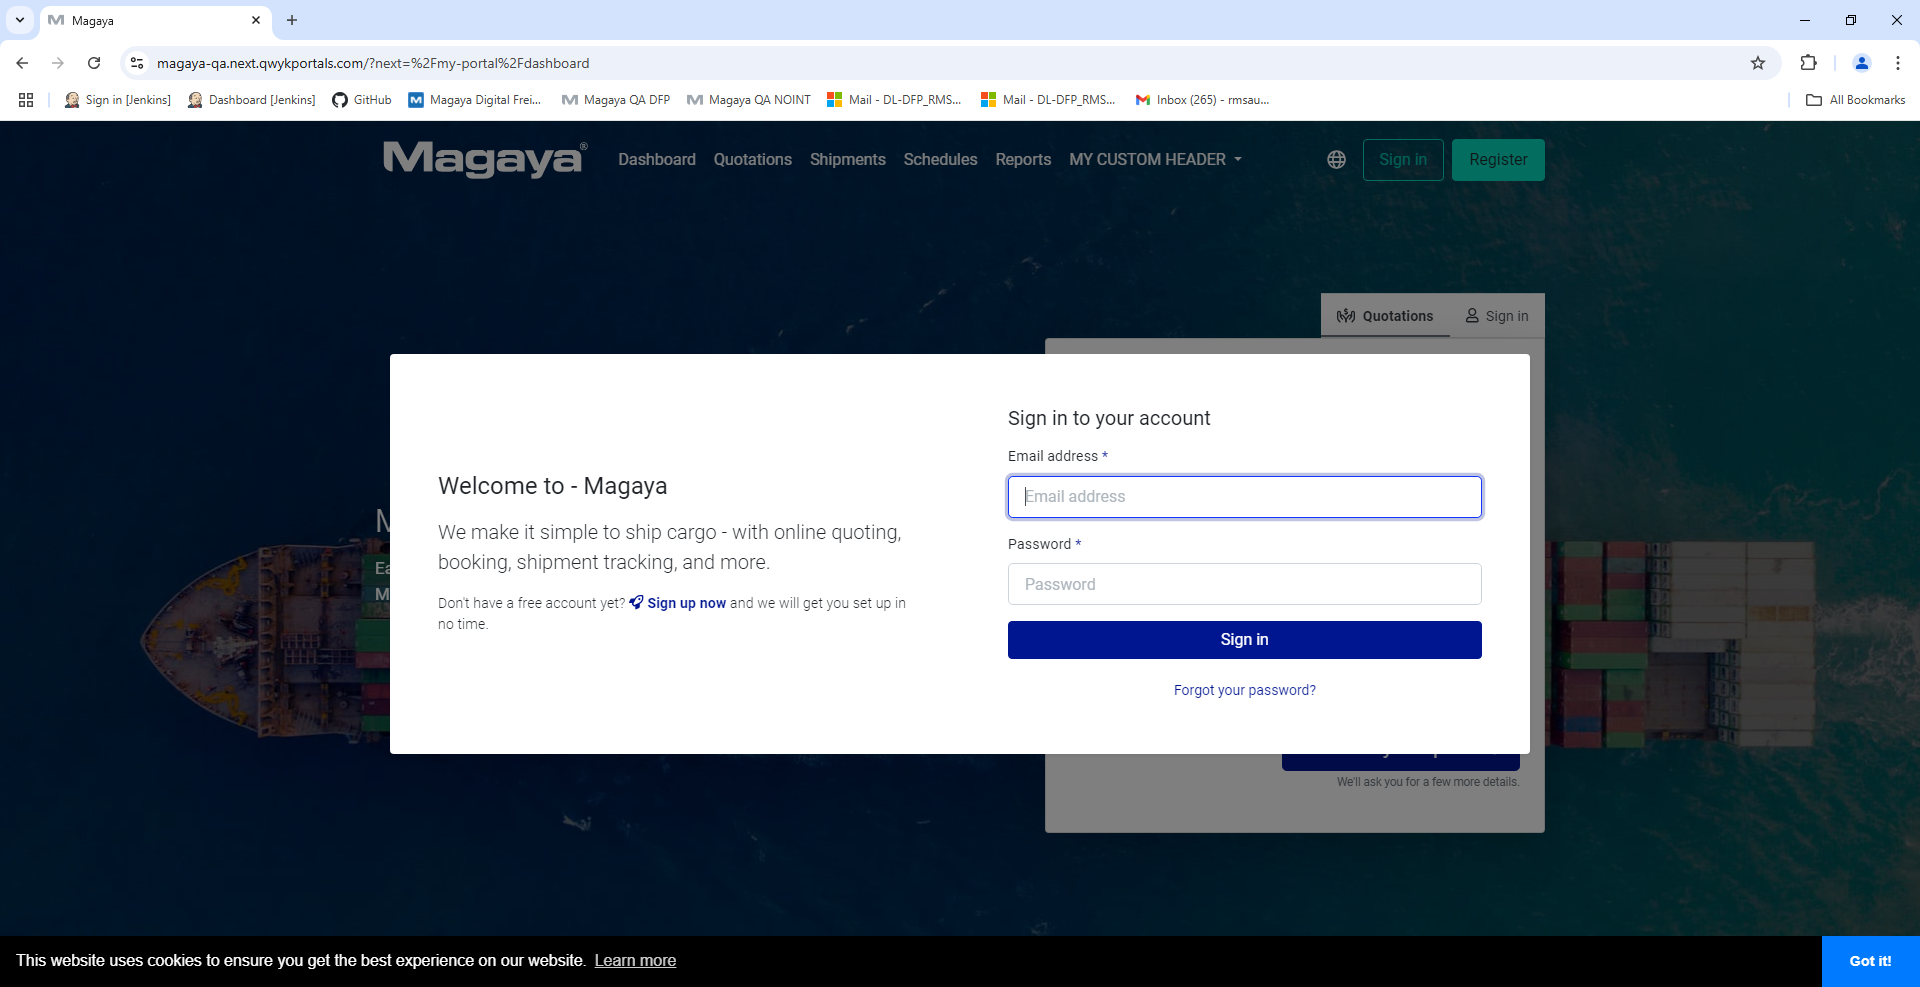 Magaya
magaya-qa.next.qwykportals.com/?next=%2Fmy-portal%2Fdashboard
Sign in [Jenkins]
Dashboard [Jenkins]
GitHub
Magaya Digital Frei...
Magaya QA DFP
Magaya QA NOINT
Mail - DL-DFP_RMS...
Mail - DL-DFP_RMS...
Inbox (265) - rmsau...
All Bookmarks
Magaya®
Dashboard
Quotations
Shipments
Schedules
Reports
MY CUSTOM HEADER
Sign in
Register
Quotations
Sign in
Welcome to - Magaya
We make it simple to ship cargo - with online quoting,
booking, shipment tracking, and more.
Don't have a free account yet? Sign up now and we will get you set up in
no time.
Sign in to your account
Email address *
Email address
Password *
Password
Sign in
Forgot your password?
We'll ask you for a few more details.
This website uses cookies to ensure you get the best experience on our website. Learn more
Got it!